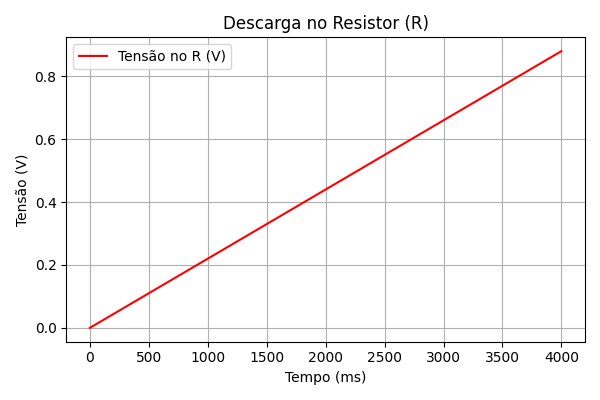 Descarga no Resistor (R)
Tensão no R (V)
Tensão (V)
0.8
0.6
0.4
0.2
0.0
0 500 1000 1500 2000 2500 3000 3500 4000
Tempo (ms)